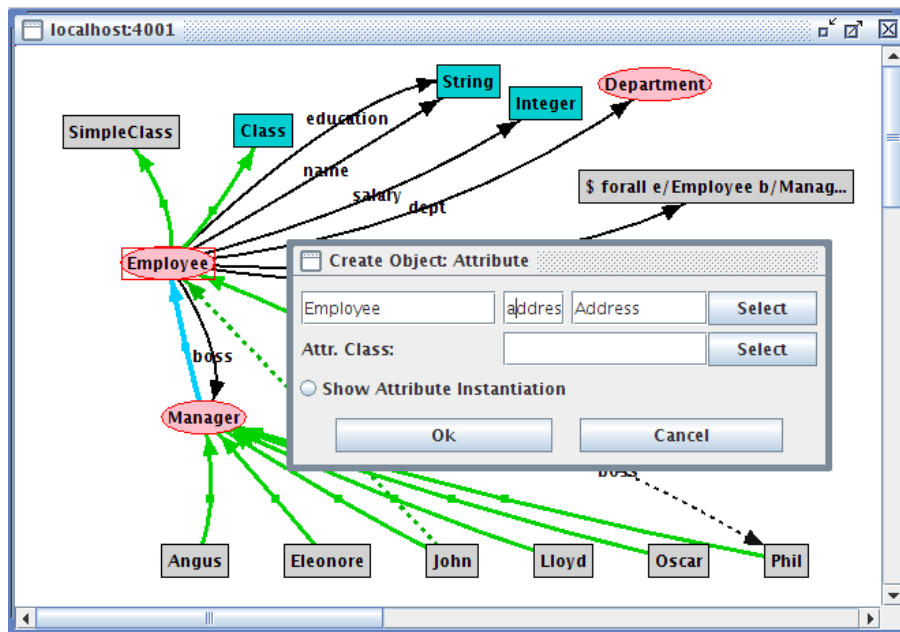 localhost:4001
String
Department
Integer
education
SimpleClass
Class
name
$ forall e/Employee b/Manag...
salary
dept
Employee
Create Object: Attribute
Employee
addres
Address
Select
Attr. Class:
Select
boss
Show Attribute Instantiation
Manager
Ok
Cancel
boss
Angus
Eleonore
John
Lloyd
Oscar
Phil